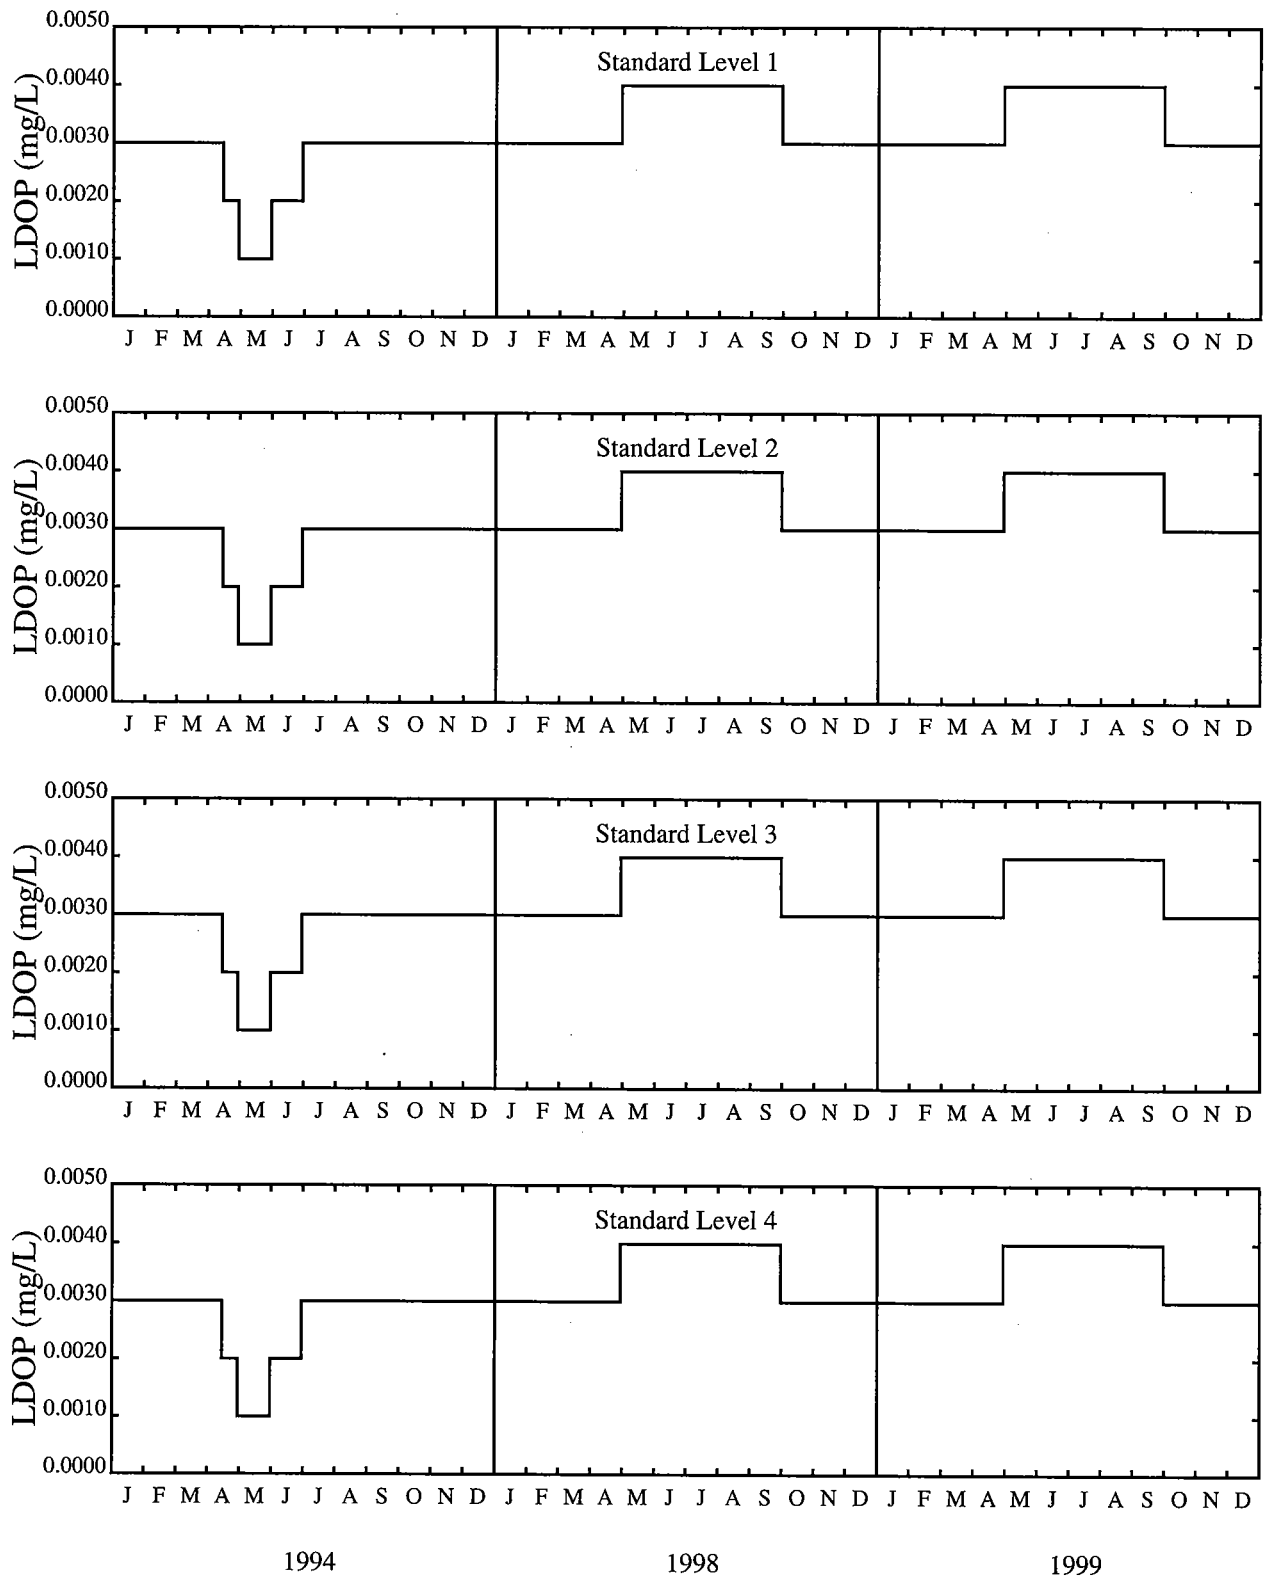 Standard Level 1
LDOP (mg/L)
0.0050
0.0040
0.0030
0.0020
0.0010
0.0000
J F M A M J J A S O N D J F M A M J J A S O N D J F M A M J J A S O N D
Standard Level 2
LDOP (mg/L)
0.0050
0.0040
0.0030
0.0020
0.0010
0.0000
J F M A M J J A S O N D J F M A M J J A S O N D J F M A M J J A S O N D
Standard Level 3
LDOP (mg/L)
0.0050
0.0040
0.0030
0.0020
0.0010
0.0000
J F M A M J J A S O N D J F M A M J J A S O N D J F M A M J J A S O N D
Standard Level 4
LDOP (mg/L)
0.0050
0.0040
0.0030
0.0020
0.0010
0.0000
J F M A M J J A S O N D J F M A M J J A S O N D J F M A M J J A S O N D
1994 1998 1999